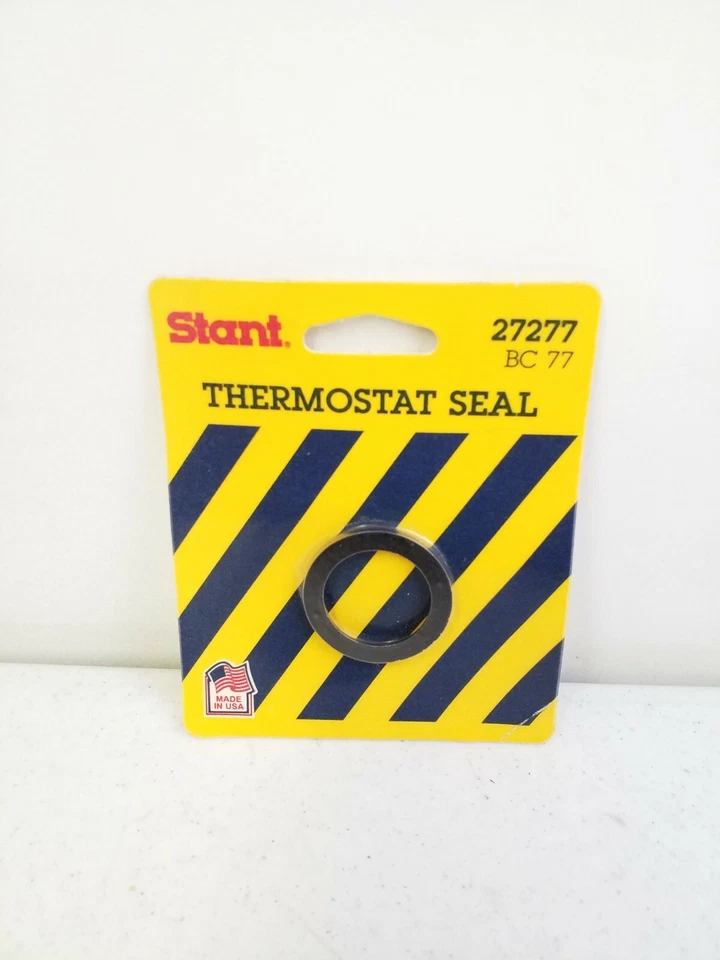 Stant®
27277
BC 77
THERMOSTAT SEAL
MADE
IN USA